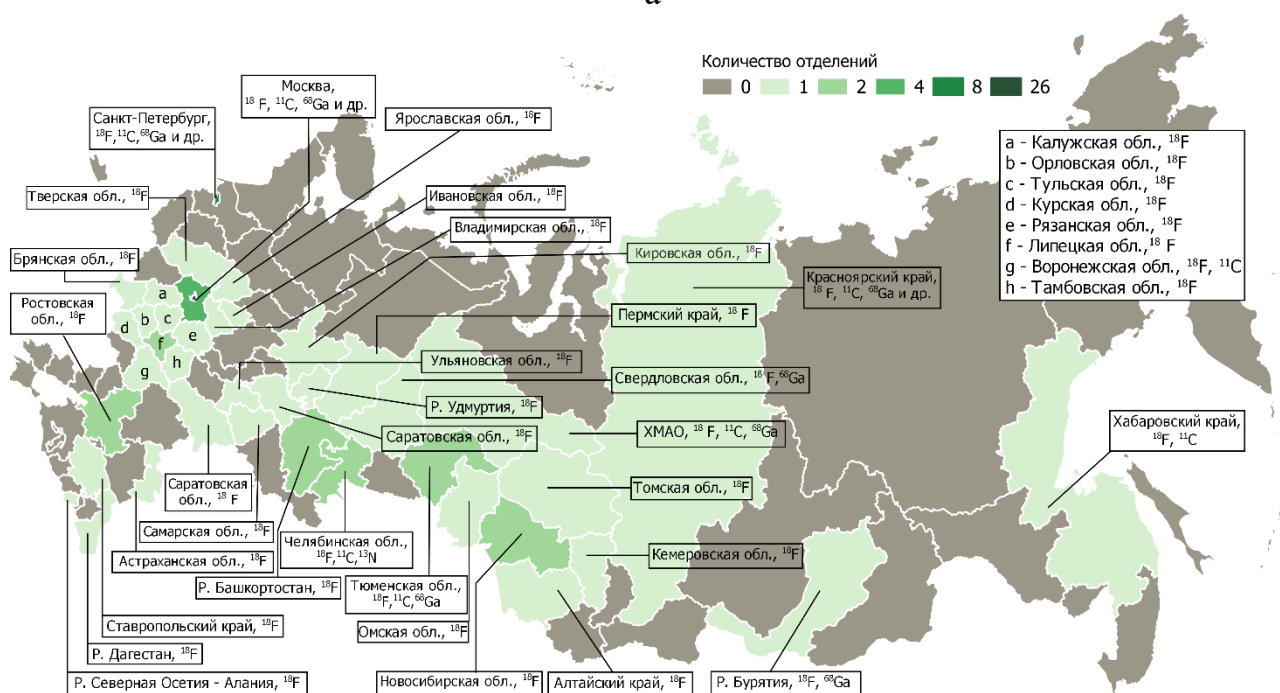 а
Количество отделений
0 1 2 4 8 26
Москва,
¹⁸ F, ¹¹C, ⁶⁸Ga и др.
Санкт-Петербург,
¹⁸F,¹¹C,⁶⁸Ga и др.
Ярославская обл., ¹⁸F
Тверская обл., ¹⁸F
Ивановская обл., ¹⁸F
Владимирская обл., ¹⁸F
Брянская обл., ¹⁸F
Кировская обл., ¹⁸F
Красноярский край,
¹⁸ F, ¹¹C, ⁶⁸Ga и др.
Ростовская
обл., ¹⁸F
Пермский край, ¹⁸ F
Ульяновская обл., ¹⁸F
Свердловская обл., ¹⁸ F,⁶⁸Ga
Р. Удмуртия, ¹⁸F
Саратовская обл., ¹⁸F
ХМАО, ¹⁸ F, ¹¹C, ⁶⁸Ga
Хабаровский край,
¹⁸F, ¹¹C
Саратовская
обл., ¹⁸ F
Томская обл., ¹⁸F
Самарская обл., ¹⁸F
Челябинская обл.,
¹⁸F,¹¹C,¹³N
Кемеровская обл., ¹⁸F
Астраханская обл., ¹⁸F
Р. Башкортостан, ¹⁸F
Тюменская обл.,
¹⁸F,¹¹C,⁶⁸Ga
Ставропольский край, ¹⁸F
Омская обл., ¹⁸F
Р. Дагестан, ¹⁸F
Р. Северная Осетия - Алания, ¹⁸F
Новосибирская обл., ¹⁸F
Алтайский край, ¹⁸F
Р. Бурятия, ¹⁸F, ⁶⁸Ga
a
b
c
d
e
f
g
h
a - Калужская обл., ¹⁸F
b - Орловская обл., ¹⁸F
c - Тульская обл., ¹⁸F
d - Курская обл., ¹⁸F
e - Рязанская обл., ¹⁸F
f - Липецкая обл.,¹⁸ F
g - Воронежская обл., ¹⁸F, ¹¹C
h - Тамбовская обл., ¹⁸F